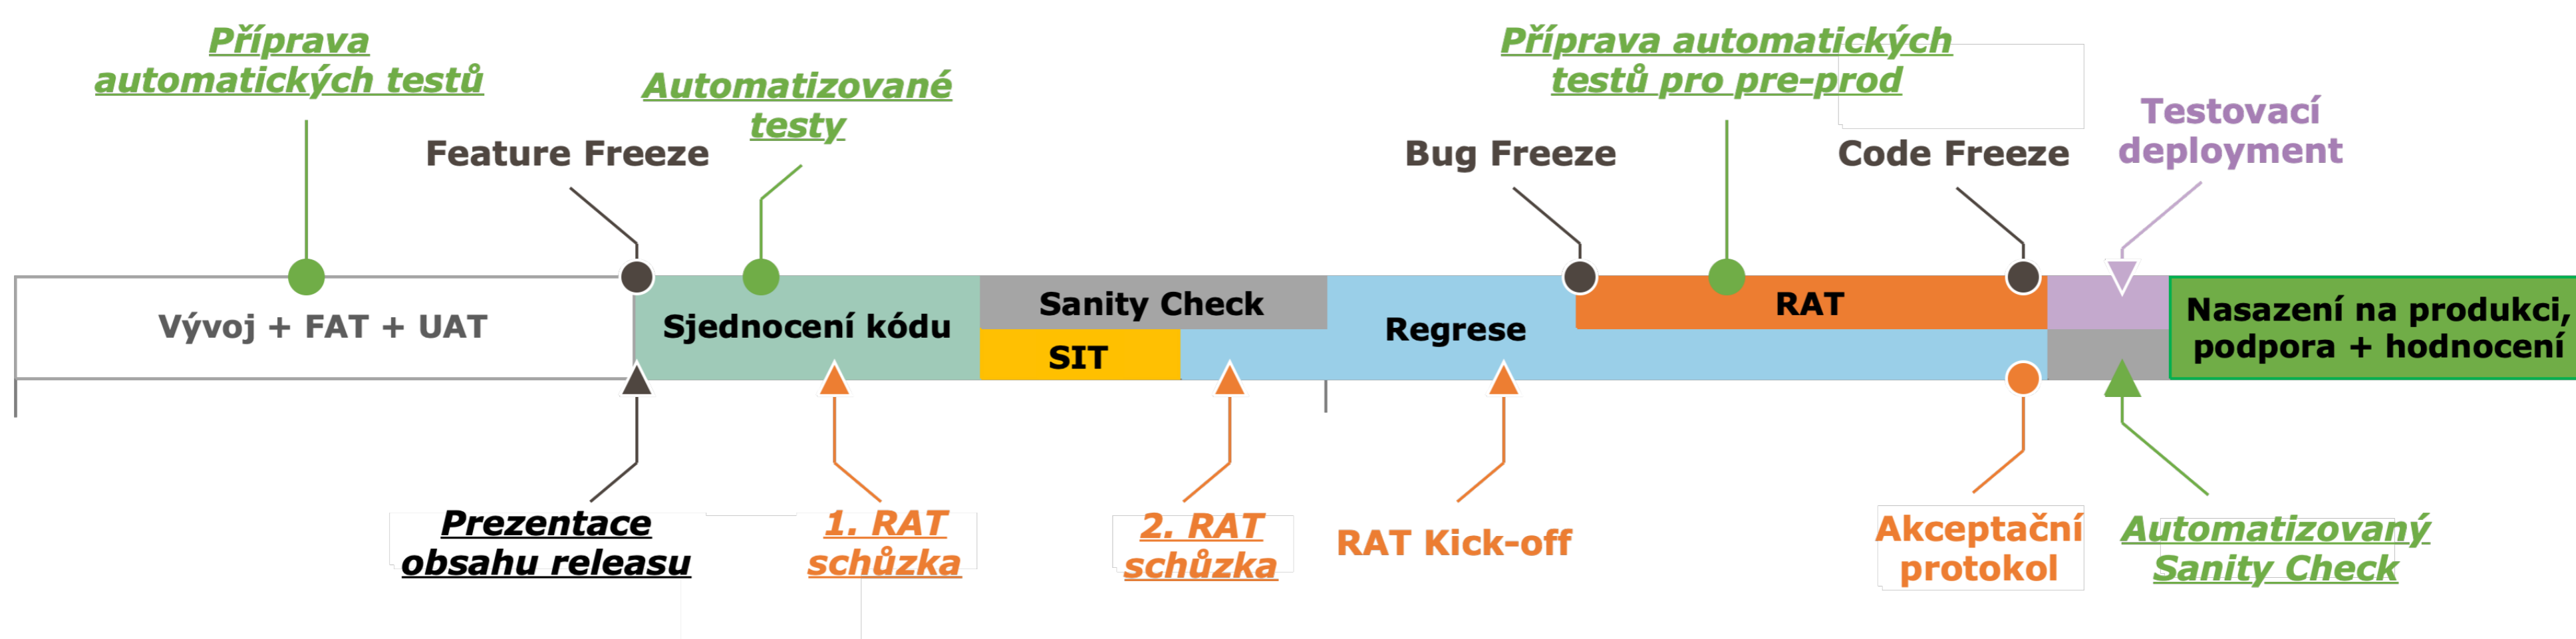 Příprava
automatických testů
Automatizované
testy
Příprava automatických
testů pro pre-prod
Testovací
deployment
Feature Freeze
Bug Freeze
Code Freeze
Vývoj + FAT + UAT
Sjednocení kódu
Sanity Check
SIT
Regrese
RAT
Nasazení na produkci,
podpora + hodnocení
Prezentace
obsahu releasu
1. RAT
schůzka
2. RAT
schůzka
RAT Kick-off
Akceptační
protokol
Automatizovaný
Sanity Check